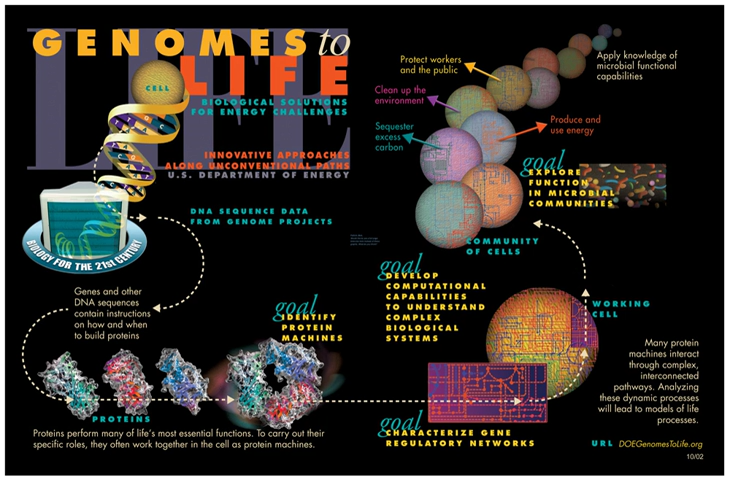 GENOMES to
LIFE
BIOLOGICAL SOLUTIONS
FOR ENERGY CHALLENGES
CELL
INNOVATIVE APPROACHES
ALONG UNCONVENTIONAL PATHS
U.S. DEPARTMENT OF ENERGY
BIOLOGY FOR THE 21st CENTURY
DNA SEQUENCE DATA
FROM GENOME PROJECTS
Genes and other
DNA sequences
contain instructions
on how and when
to build proteins
goal
IDENTIFY
PROTEIN
MACHINES
PROTEINS
Proteins perform many of life's most essential functions. To carry out their
specific roles, they often work together in the cell as protein machines.
goal
CHARACTERIZE GENE
REGULATORY NETWORKS
goal
DEVELOP
COMPUTATIONAL
CAPABILITIES
TO UNDERSTAND
COMPLEX
BIOLOGICAL
SYSTEMS
WORKING
CELL
Many protein
machines interact
through complex,
interconnected
pathways. Analyzing
these dynamic processes
will lead to models of life
processes.
COMMUNITY
OF CELLS
goal
EXPLORE
FUNCTION
IN MICROBIAL
COMMUNITIES
Sequester
excess
carbon
Clean up the
environment
Protect workers
and the public
Produce and
use energy
Apply knowledge of
microbial functional
capabilities
URL DOEGenomesToLife.org
10/02